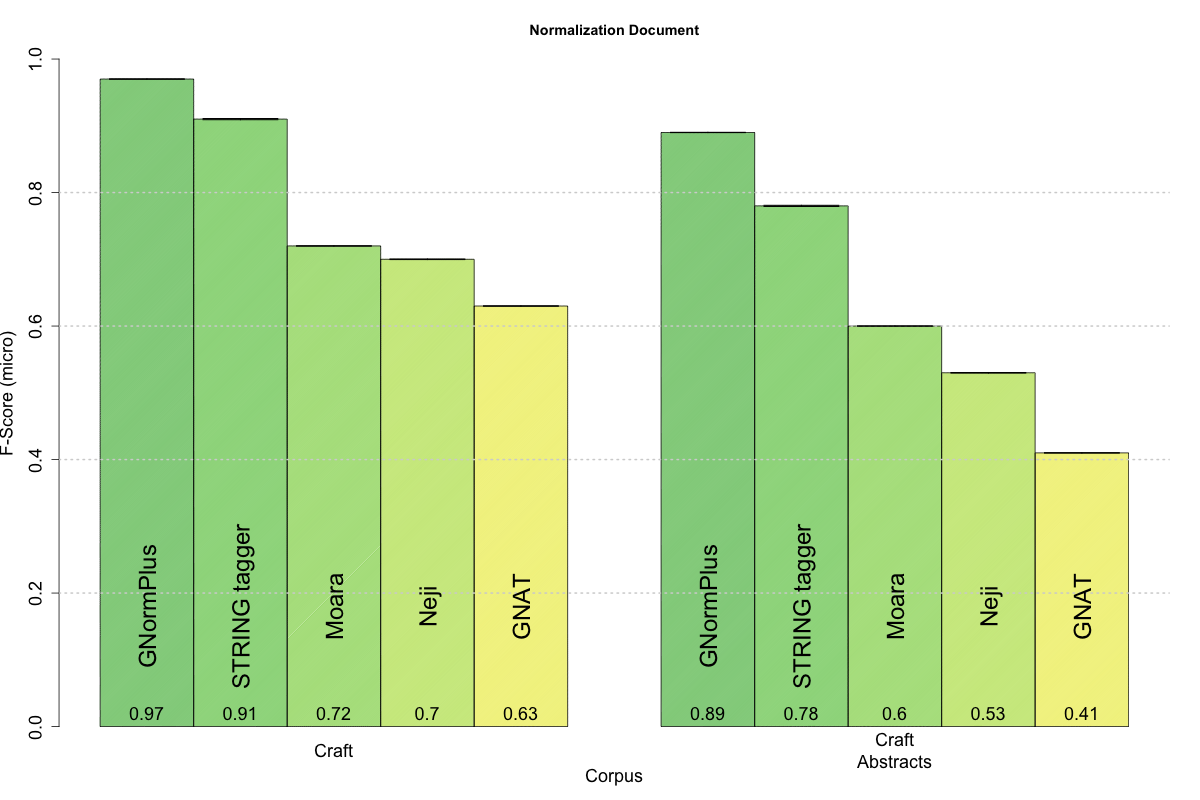 Normalization Document
F-Score (micro)
1.0
0.8
0.6
0.4
0.2
0.0
GNormPlus
STRING tagger
Moara
Neji
GNAT
0.97
0.91
0.72
0.7
0.63
Craft
GNormPlus
STRING tagger
Moara
Neji
GNAT
0.89
0.78
0.6
0.53
0.41
Craft
Abstracts
Corpus